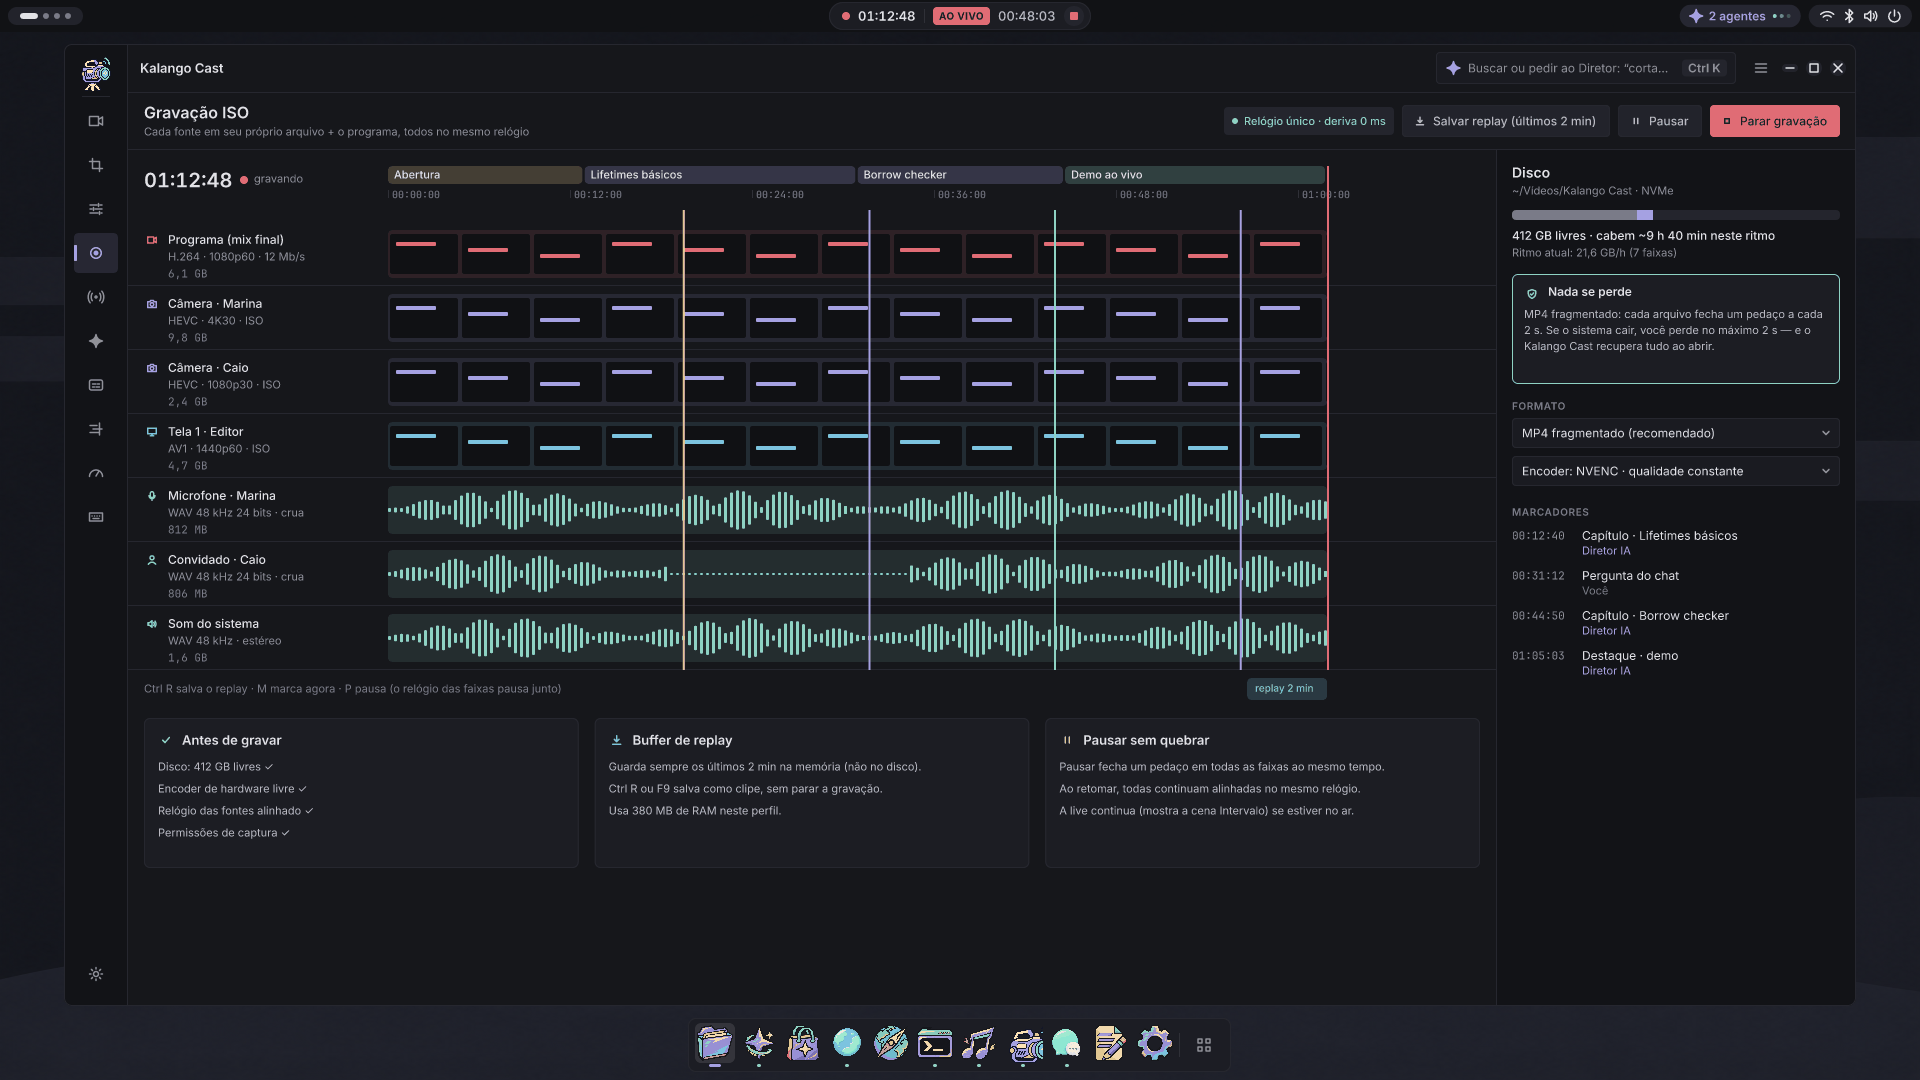 01:12:48
AO VIVO
00:48:03
2 agentes
Kalango Cast
Buscar ou pedir ao Diretor: “corta...
Ctrl K
Gravação ISO
Cada fonte em seu próprio arquivo + o programa, todos no mesmo relógio
Relógio único · deriva 0 ms
Salvar replay (últimos 2 min)
Pausar
Parar gravação
01:12:48
gravando
Abertura
Lifetimes básicos
Borrow checker
Demo ao vivo
00:00:00
00:12:00
00:24:00
00:36:00
00:48:00
01:00:00
Programa (mix final)
H.264 · 1080p60 · 12 Mb/s
6,1 GB
Câmera · Marina
HEVC · 4K30 · ISO
9,8 GB
Câmera · Caio
HEVC · 1080p30 · ISO
2,4 GB
Tela 1 · Editor
AV1 · 1440p60 · ISO
4,7 GB
Microfone · Marina
WAV 48 kHz 24 bits · crua
812 MB
Convidado · Caio
WAV 48 kHz 24 bits · crua
806 MB
Som do sistema
WAV 48 kHz · estéreo
1,6 GB
Ctrl R salva o replay · M marca agora · P pausa (o relógio das faixas pausa junto)
replay 2 min
Antes de gravar
Disco: 412 GB livres ✓
Encoder de hardware livre ✓
Relógio das fontes alinhado ✓
Permissões de captura ✓
Buffer de replay
Guarda sempre os últimos 2 min na memória (não no disco).
Ctrl R ou F9 salva como clipe, sem parar a gravação.
Usa 380 MB de RAM neste perfil.
Pausar sem quebrar
Pausar fecha um pedaço em todas as faixas ao mesmo tempo.
Ao retomar, todas continuam alinhadas no mesmo relógio.
A live continua (mostra a cena Intervalo) se estiver no ar.
Disco
~/Vídeos/Kalango Cast · NVMe
412 GB livres · cabem ~9 h 40 min neste ritmo
Ritmo atual: 21,6 GB/h (7 faixas)
Nada se perde
MP4 fragmentado: cada arquivo fecha um pedaço a cada
2 s. Se o sistema cair, você perde no máximo 2 s — e o
Kalango Cast recupera tudo ao abrir.
FORMATO
MP4 fragmentado (recomendado)
Encoder: NVENC · qualidade constante
MARCADORES
00:12:40
Capítulo · Lifetimes básicos
Diretor IA
00:31:12
Pergunta do chat
Você
00:44:50
Capítulo · Borrow checker
Diretor IA
01:05:03
Destaque · demo
Diretor IA